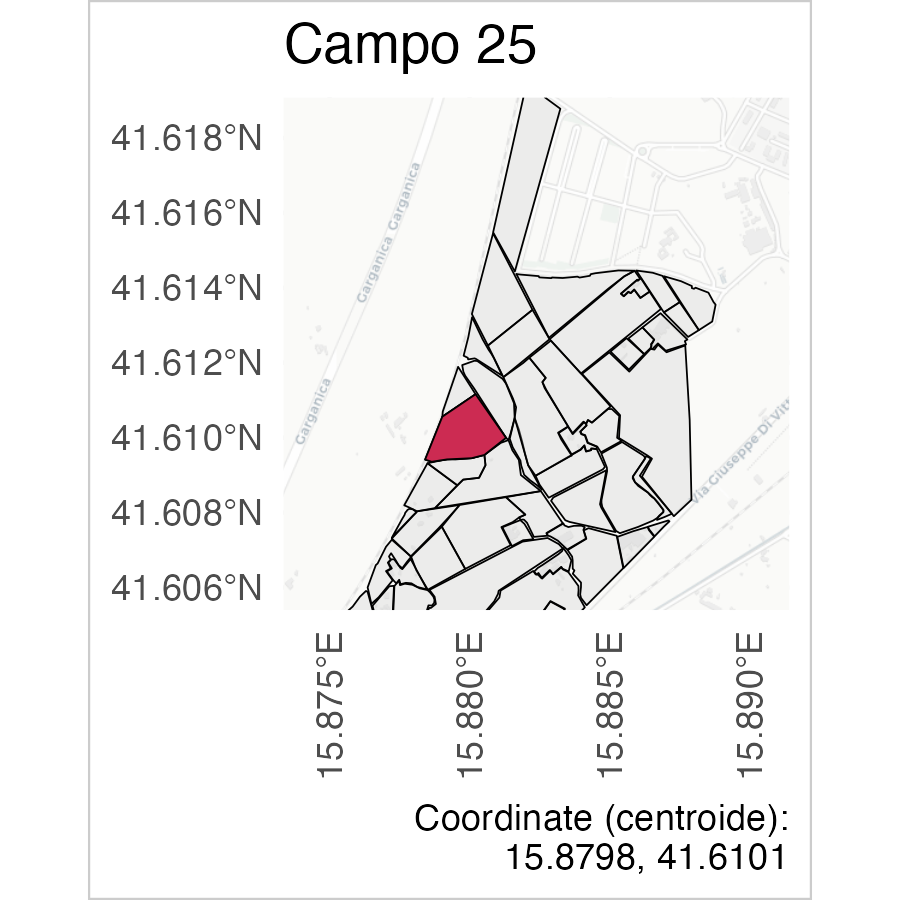 Campo 25
41.618°N
41.616°N
41.614°N
41.612°N
41.610°N
41.608°N
41.606°N
Garganica Garganica
Garganica
Via Giuseppe Di Vitt
15.875°E
15.880°E
15.885°E
15.890°E
Coordinate (centroide):
15.8798, 41.6101